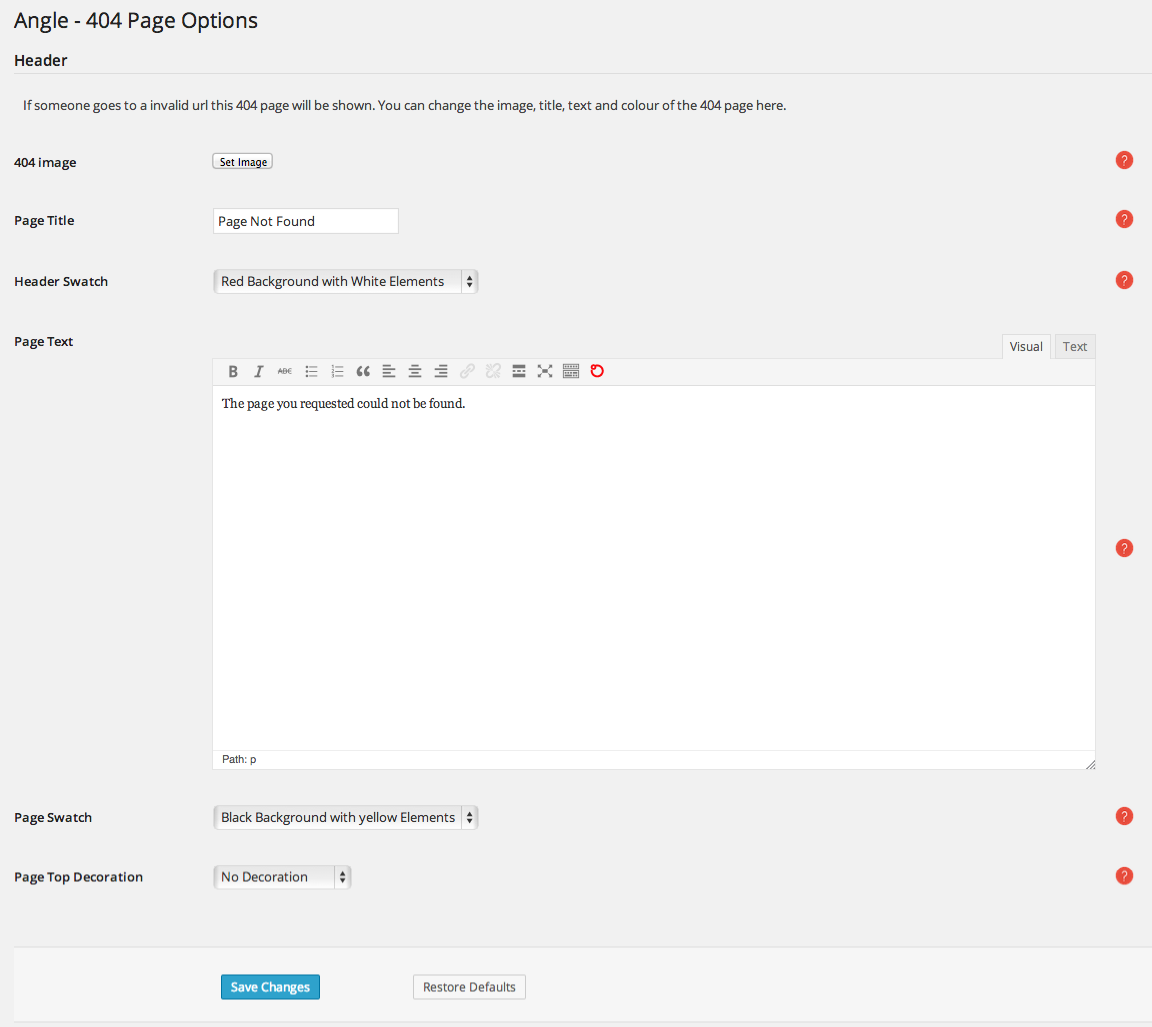 Angle - 404 Page Options
Header
If someone goes to a invalid url this 404 page will be shown. You can change the image, title, text and colour of the 404 page here.
404 image Set Image ?
Page Title Page Not Found ?
Header Swatch Red Background with White Elements ?
Page Text Visual Text
B I ABC
The page you requested could not be found.
?
Path: p
Page Swatch Black Background with yellow Elements ?
Page Top Decoration No Decoration ?
Save Changes Restore Defaults